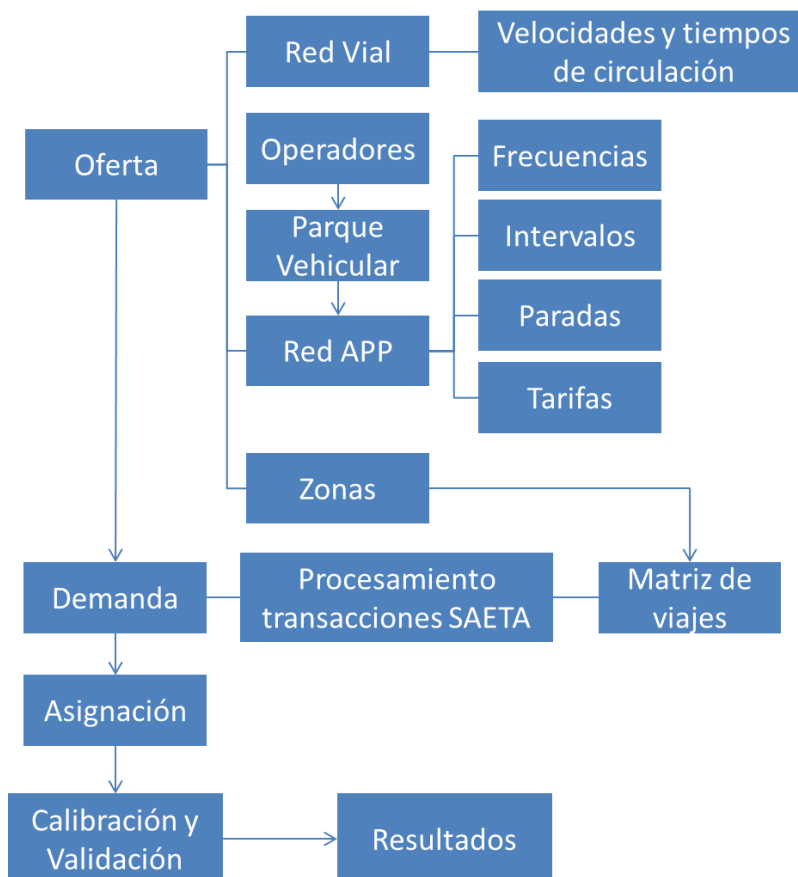 Red Vial
Velocidades y tiempos
de circulación
Oferta
Operadores
Frecuencias
Parque
Vehicular
Intervalos
Red APP
Paradas
Tarifas
Zonas
Demanda
Procesamiento
transacciones SAETA
Matriz de
viajes
Asignación
Calibración y
Validación
Resultados